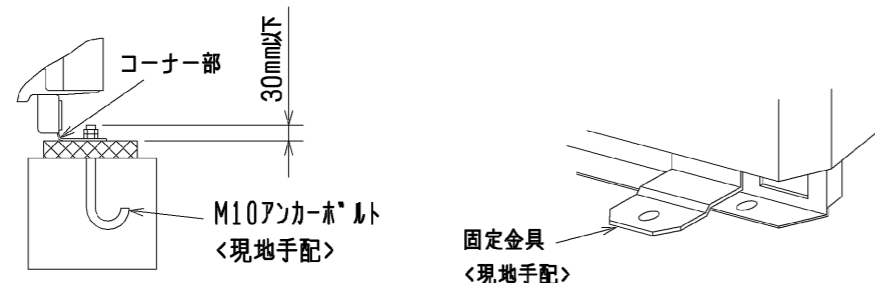 コーナー部
30mm以下
M10アンカーボルト
<現地手配>
固定金具
<現地手配>